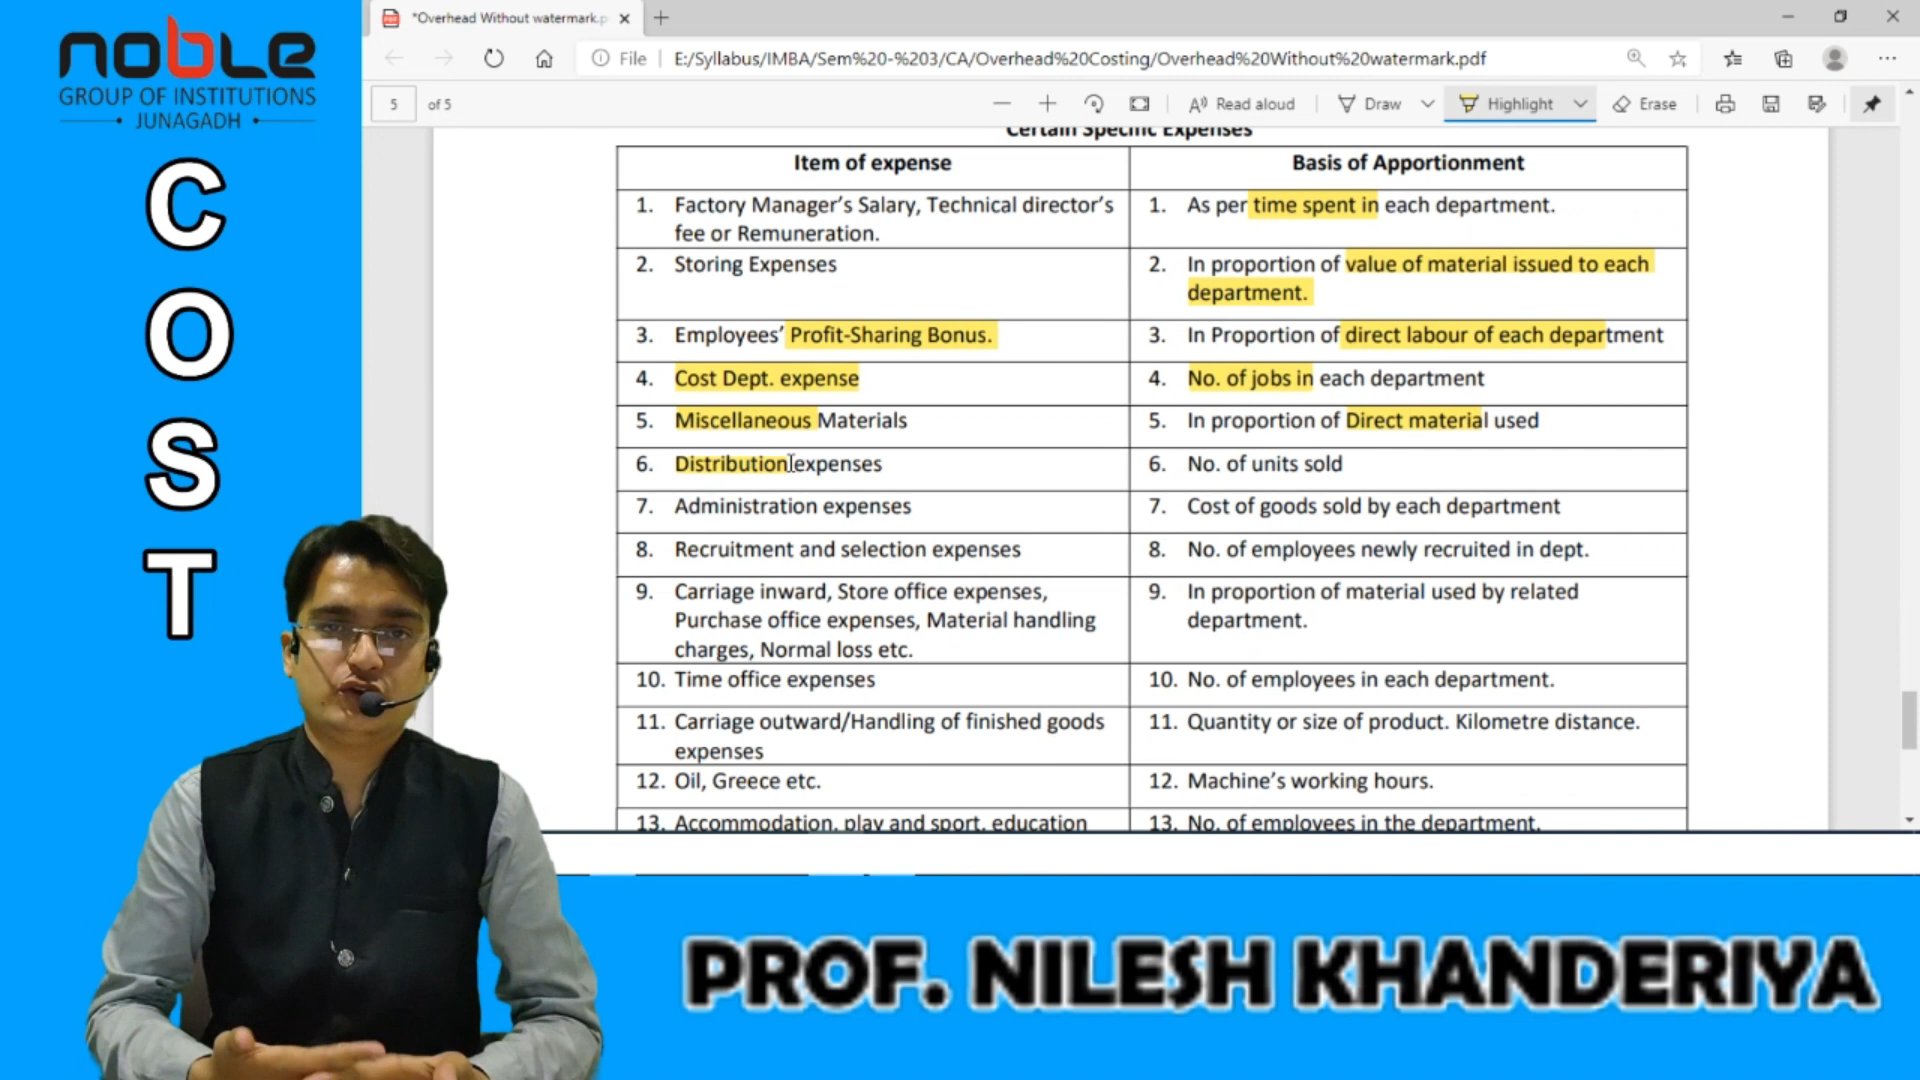 noble
GROUP OF INSTITUTIONS
JUNAGADH
COST
*Overhead Without watermark.p
5 of 5
File E:/Syllabus/IMBA/Sem%20-%203/CA/Overhead%20Costing/Overhead%20Without%20watermark.pdf
Read aloud Draw Highlight Erase
Certain Specific Expenses
Item of expense Basis of Apportionment
1. Factory Manager's Salary, Technical director's fee or Remuneration. 1. As per time spent in each department.
2. Storing Expenses 2. In proportion of value of material issued to each department.
3. Employees' Profit-Sharing Bonus. 3. In Proportion of direct labour of each department
4. Cost Dept. expense 4. No. of jobs in each department
5. Miscellaneous Materials 5. In proportion of Direct material used
6. Distribution expenses 6. No. of units sold
7. Administration expenses 7. Cost of goods sold by each department
8. Recruitment and selection expenses 8. No. of employees newly recruited in dept.
9. Carriage inward, Store office expenses, Purchase office expenses, Material handling charges, Normal loss etc. 9. In proportion of material used by related department.
10. Time office expenses 10. No. of employees in each department.
11. Carriage outward/Handling of finished goods expenses 11. Quantity or size of product. Kilometre distance.
12. Oil, Greece etc. 12. Machine's working hours.
13. Accommodation, play and sport, education 13. No. of employees in the department.
PROF. NILESH KHANDERIYA